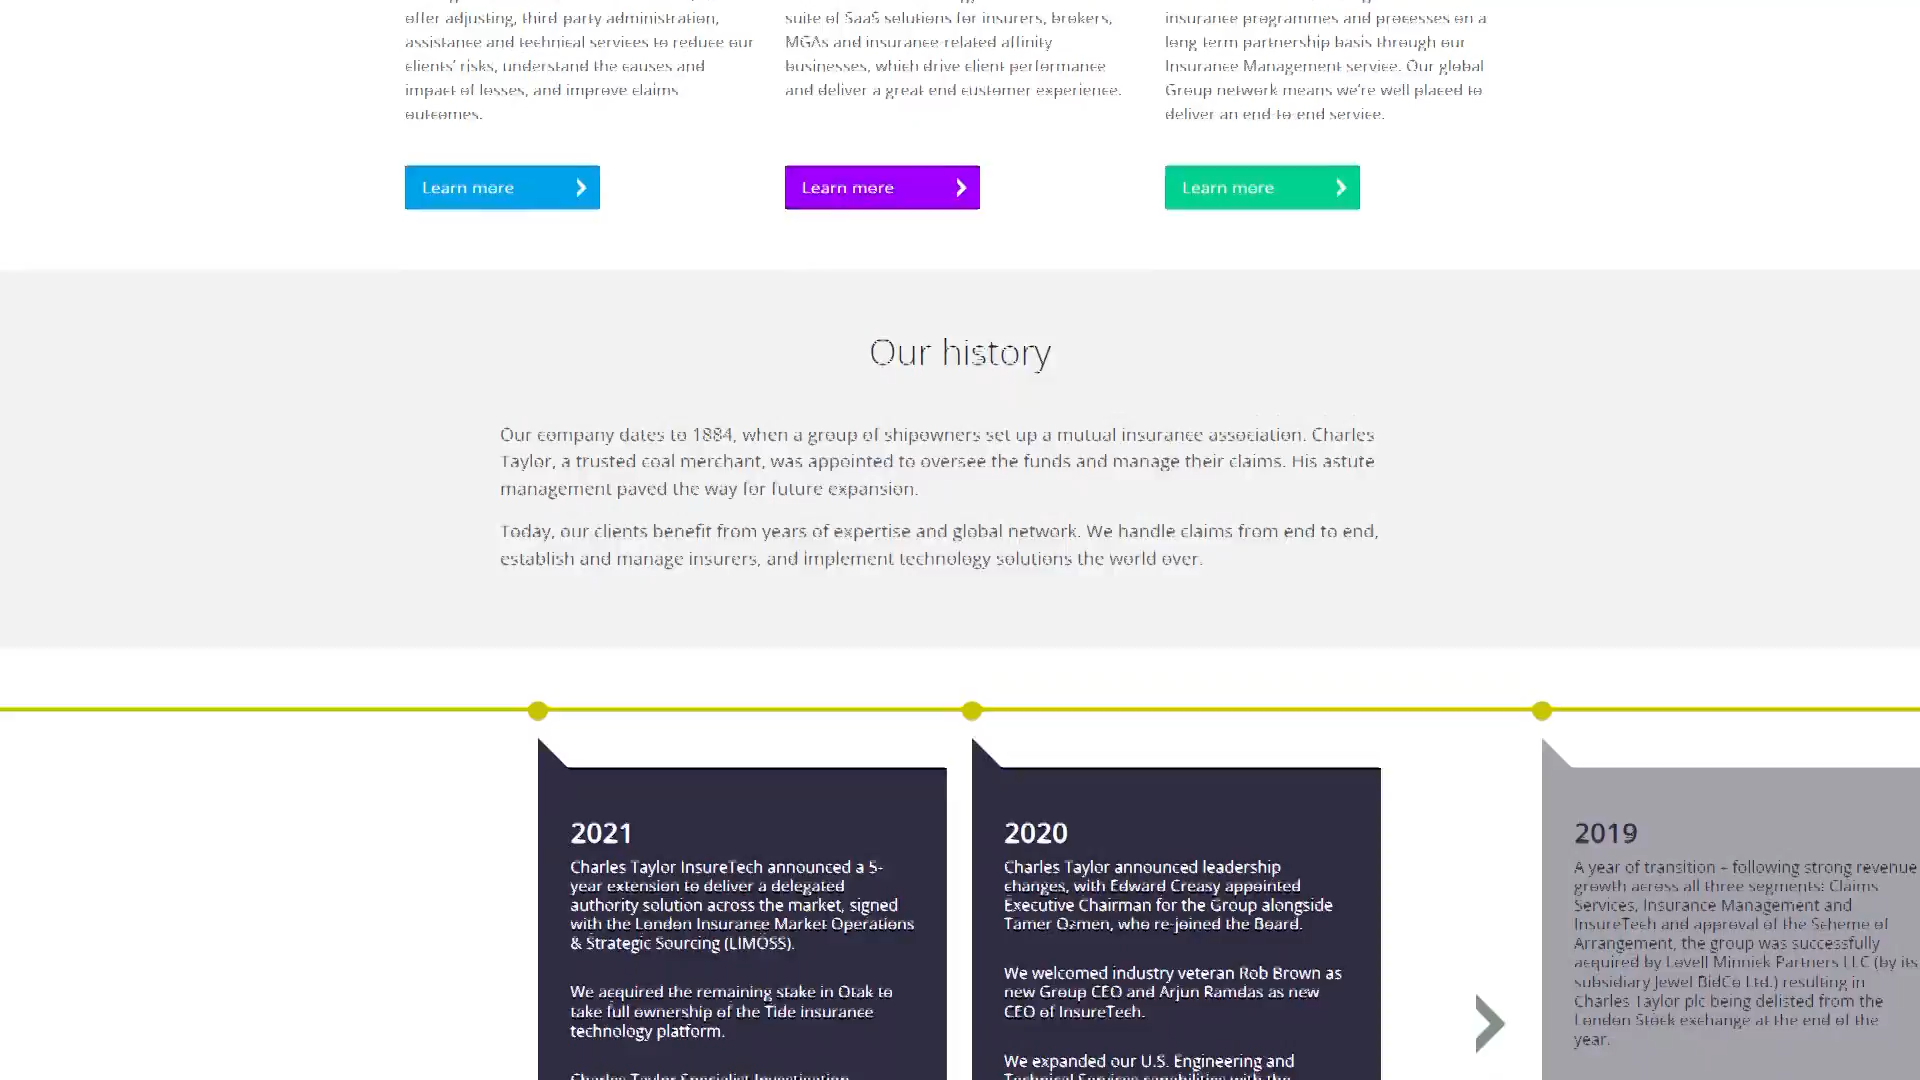 offer adjusting, third party administration,
assistance and technical services to reduce our
clients' risks, understand the causes and
impact of losses, and improve claims
outcomes.
suite of SaaS solutions for insurers, brokers,
MGAs and insurance-related affinity
businesses, which drive client performance
and deliver a great end customer experience.
insurance programmes and processes on a
long term partnership basis through our
Insurance Management service. Our global
Group network means we're well placed to
deliver an end-to-end service.
Learn more
Learn more
Learn more
Our history
Our company dates to 1884, when a group of shipowners set up a mutual insurance association. Charles
Taylor, a trusted coal merchant, was appointed to oversee the funds and manage their claims. His astute
management paved the way for future expansion.
Today, our clients benefit from years of expertise and global network. We handle claims from end to end,
establish and manage insurers, and implement technology solutions the world over.
2021
Charles Taylor InsureTech announced a 5-
year extension to deliver a delegated
authority solution across the market, signed
with the London Insurance Market Operations
& Strategic Sourcing (LIMOSS).
We acquired the remaining stake in Otak to
take full ownership of the Tide insurance
technology platform.
Charles Taylor Specialist Investigation
2020
Charles Taylor announced leadership
changes, with Edward Creasy appointed
Executive Chairman for the Group alongside
Tamer Ozmen, who re-joined the Board.
We welcomed industry veteran Rob Brown as
new Group CEO and Arjun Ramdas as new
CEO of InsureTech.
We expanded our U.S. Engineering and
Technical Services capabilities with the
2019
A year of transition – following strong revenue
growth across all three segments: Claims
Services, Insurance Management and
InsureTech and approval of the Scheme of
Arrangement, the group was successfully
acquired by Lovell Minnick Partners LLC (by its
subsidiary Jewel BidCo Ltd.) resulting in
Charles Taylor plc being delisted from the
London Stock exchange at the end of the
year.